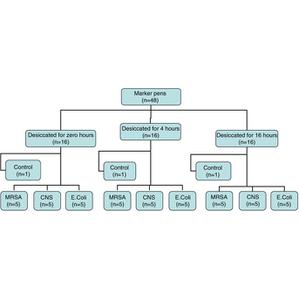 Marker pens
(n=48)
Desiccated for zero hours
(n=16)
Desiccated for 4 hours
(n=16)
Desiccated for 16 hours
(n=16)
Control
(n=1)
Control
(n=1)
Control
(n=1)
MRSA
(n=5)
CNS
(n=5)
E.Coli
(n=5)
MRSA
(n=5)
CNS
(n=5)
E.Coli
(n=5)
MRSA
(n=5)
CNS
(n=5)
E.Coli
(n=5)